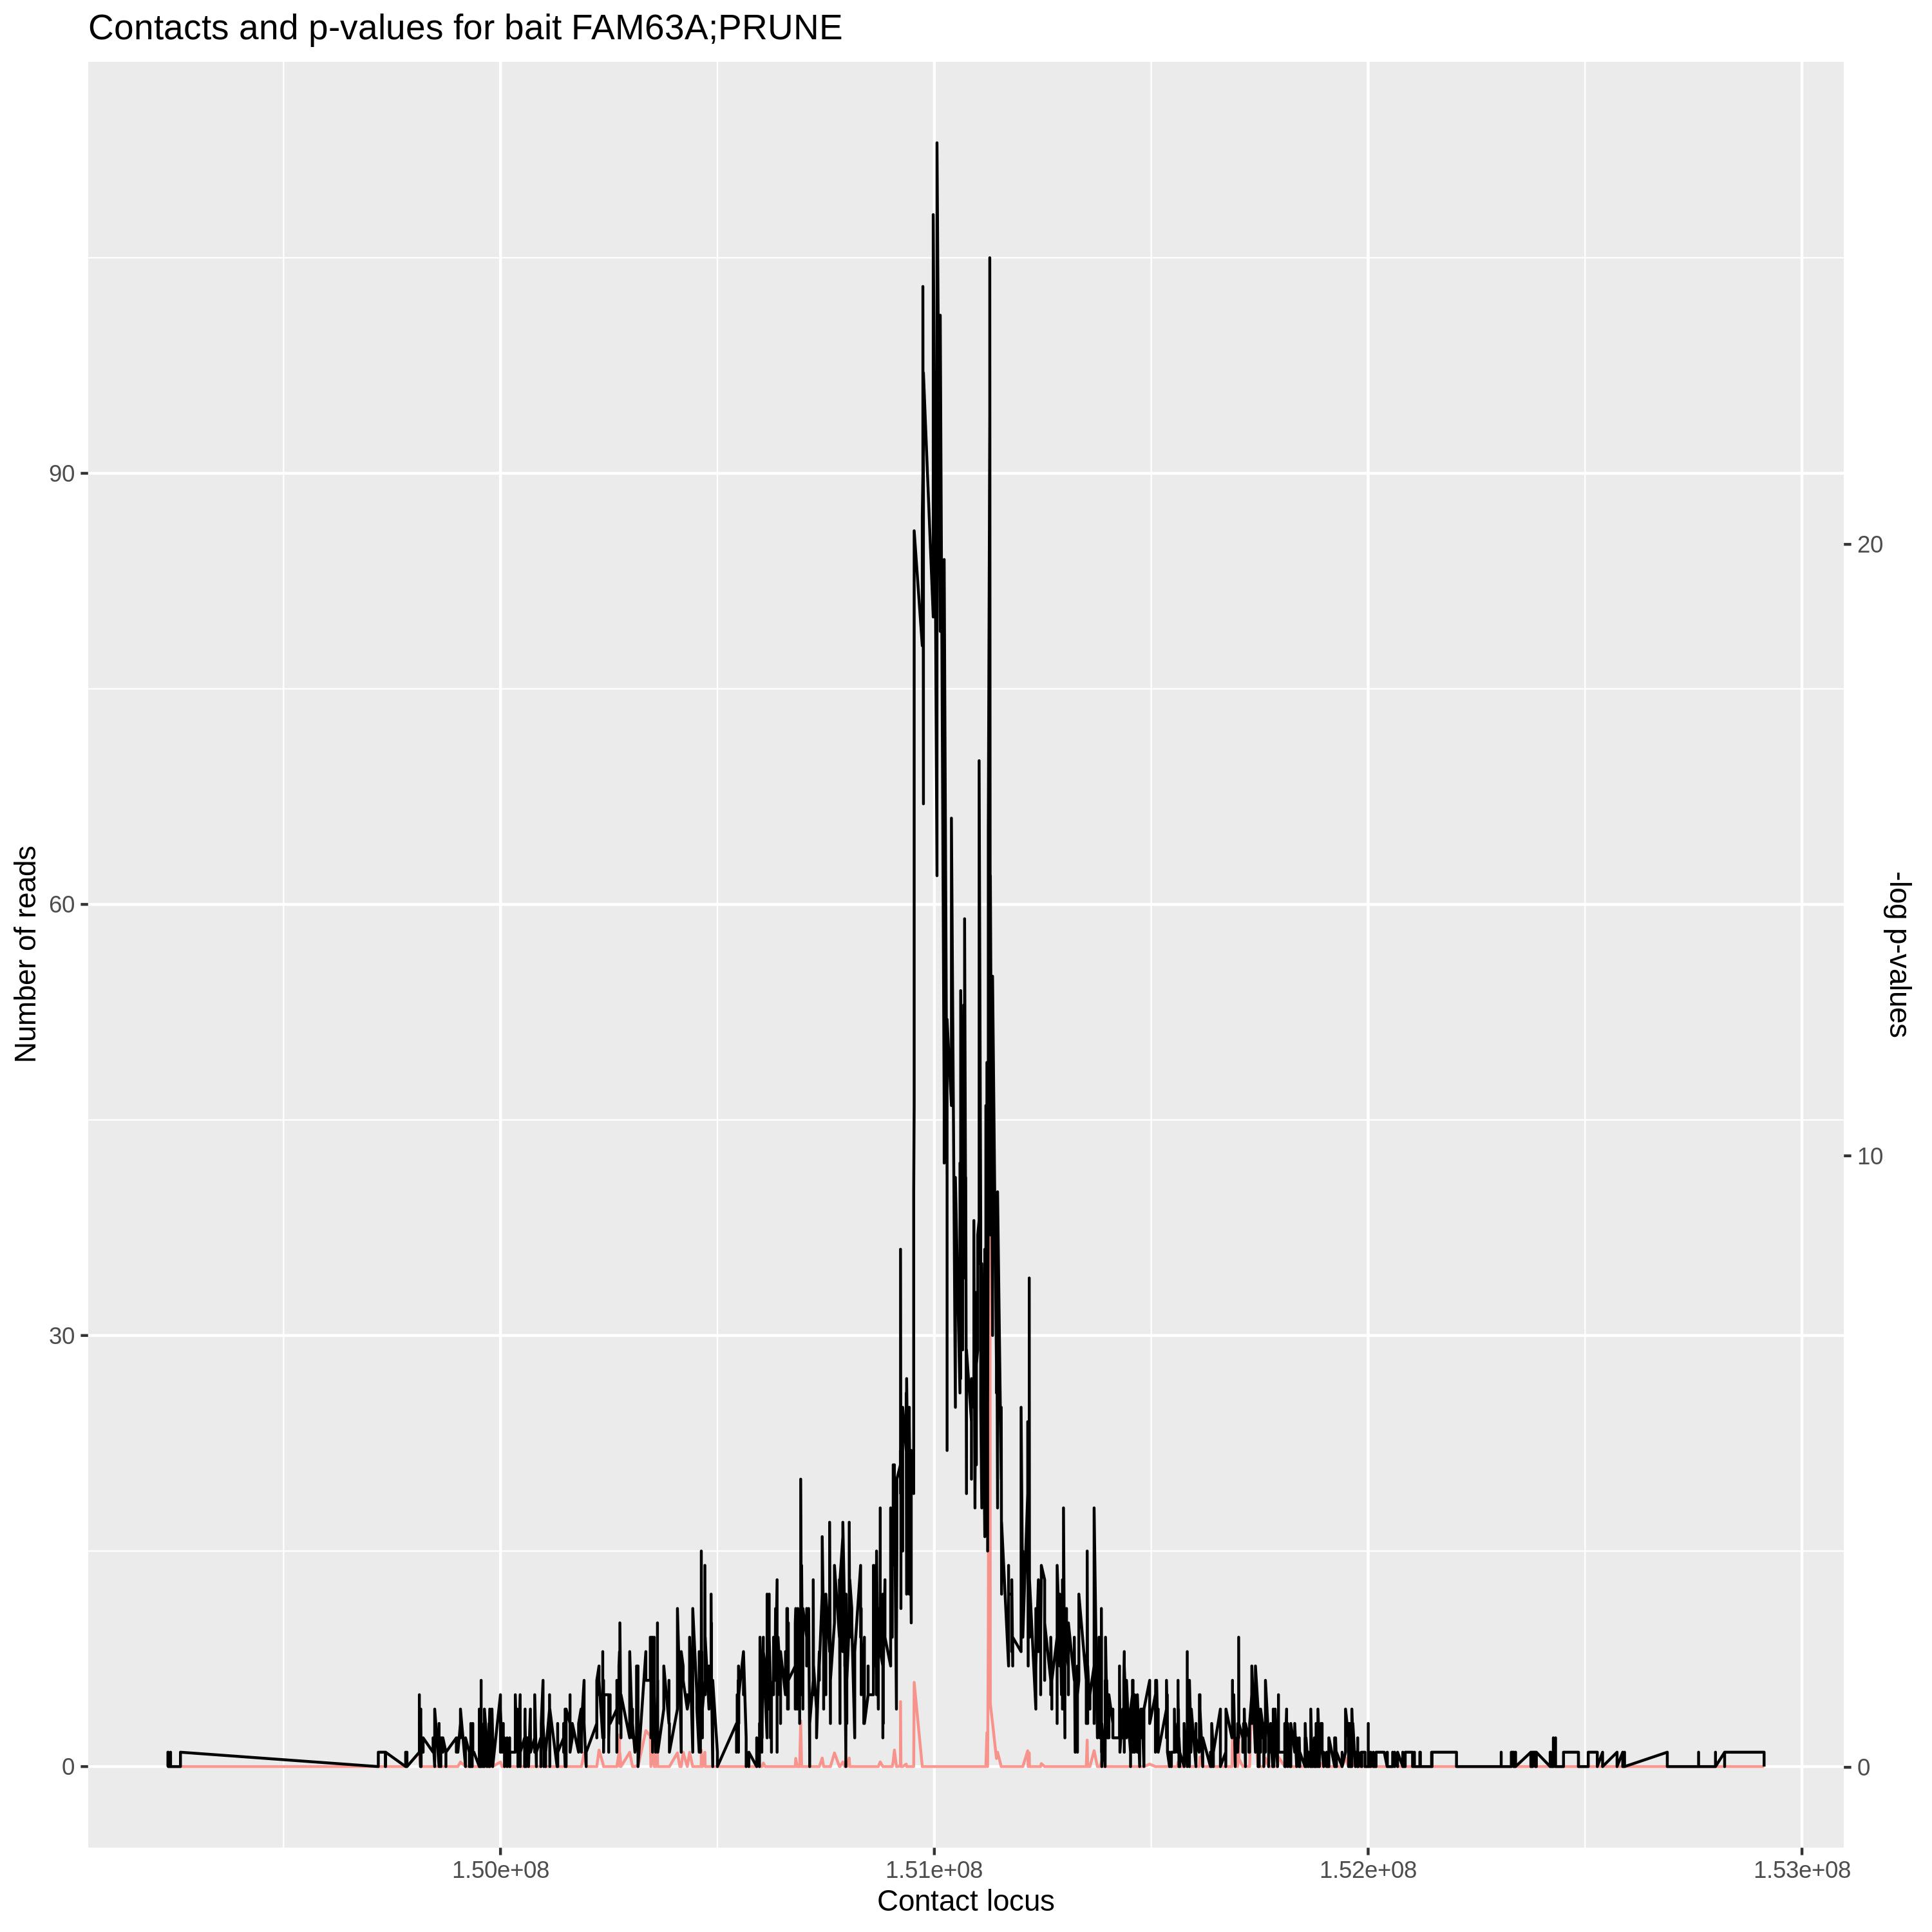 Contacts and p-values for bait FAM63A;PRUNE
90
60
30
0
Number of reads
20
10
0
-log p-values
1.50e+08
1.51e+08
1.52e+08
1.53e+08
Contact locus